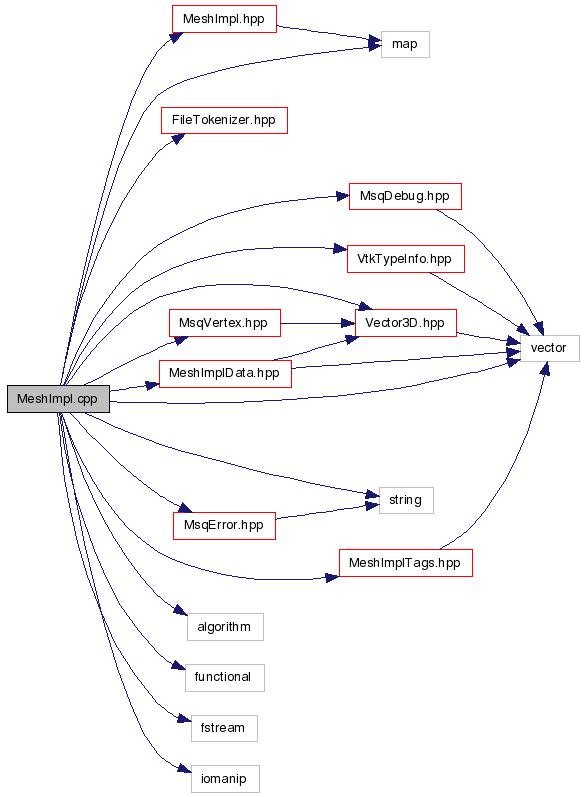 MeshImpl.hpp
map
FileTokenizer.hpp
MsqDebug.hpp
VtkTypeInfo.hpp
MsqVertex.hpp
Vector3D.hpp
vector
MeshImplData.hpp
MeshImpl.cpp
string
MsqError.hpp
MeshImplTags.hpp
algorithm
functional
fstream
iomanip